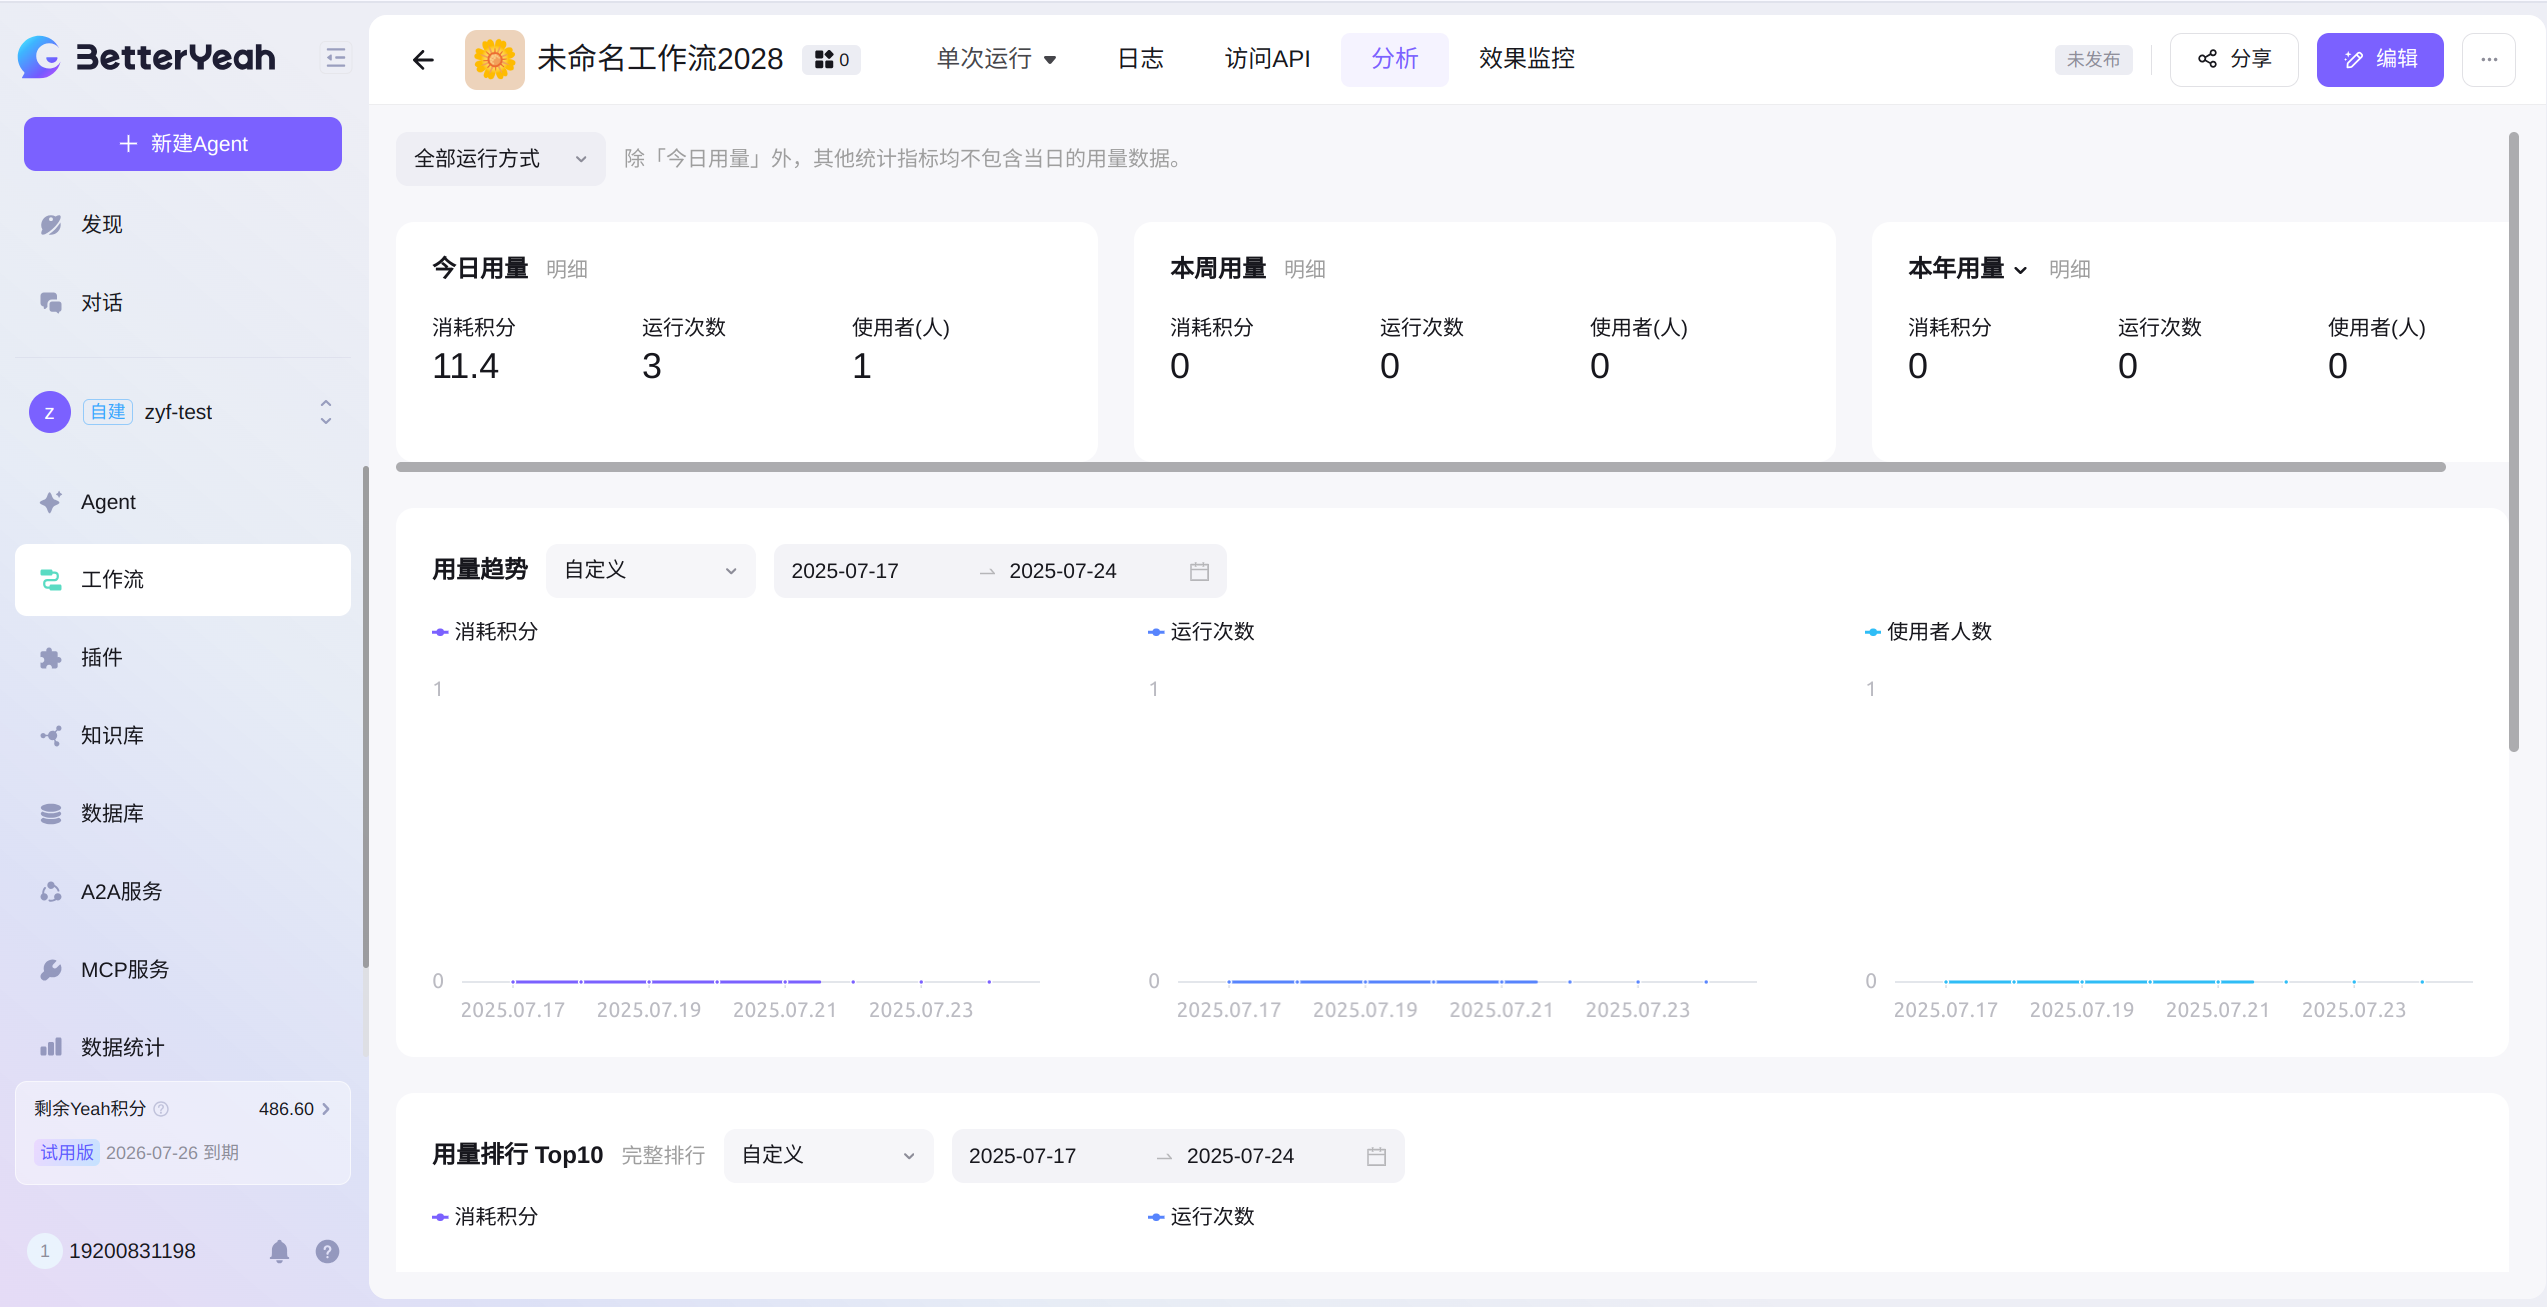 BetterYeah
新建Agent
发现
对话
z 自建 zyf-test
Agent
工作流
插件
知识库
数据库
A2A服务
MCP服务
数据统计
剩余Yeah积分 486.60
试用版 2026-07-26 到期
1 19200831198
未命名工作流2028 0 单次运行 日志 访问API 分析 效果监控 未发布 分享 编辑
全部运行方式 除「今日用量」外，其他统计指标均不包含当日的用量数据。
今日用量 明细
消耗积分 运行次数 使用者(人)
11.4 3 1
本周用量 明细
消耗积分 运行次数 使用者(人)
0 0 0
本年用量 明细
消耗积分 运行次数 使用者(人)
0 0 0
用量趋势 自定义 2025-07-17 → 2025-07-24
消耗积分
1
0
2025.07.17 2025.07.19 2025.07.21 2025.07.23
运行次数
1
0
2025.07.17 2025.07.19 2025.07.21 2025.07.23
使用者人数
1
0
2025.07.17 2025.07.19 2025.07.21 2025.07.23
用量排行 Top10 完整排行 自定义 2025-07-17 → 2025-07-24
消耗积分 运行次数